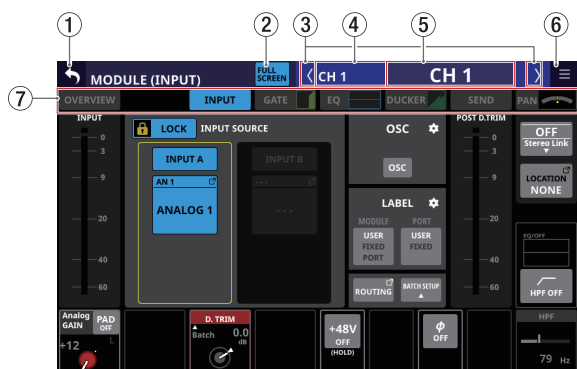 1 2 3 4 5 6
MODULE (INPUT) FULL SCREEN CH 1 CH 1
7
OVERVIEW INPUT GATE EQ DUCKER SEND PAN
INPUT
LOCK INPUT SOURCE
OSC
POST D.TRIM
OFF
Stereo Link
INPUT A INPUT B
OSC
AN 1 ---
ANALOG 1 ---
LOCATION
NONE
LABEL
MODULE PORT
USER USER
FIXED FIXED
PORT
ROUTING BATCH SETUP
0 0
3 3
9 9
20 20
40 40
60 60
EQ/OFF
HPF OFF
Analog
GAIN
PAD
OFF
+12 L
D. TRIM
Batch 0.0
dB
+48V
OFF
(HOLD)
ϕ
OFF
HPF
79 Hz